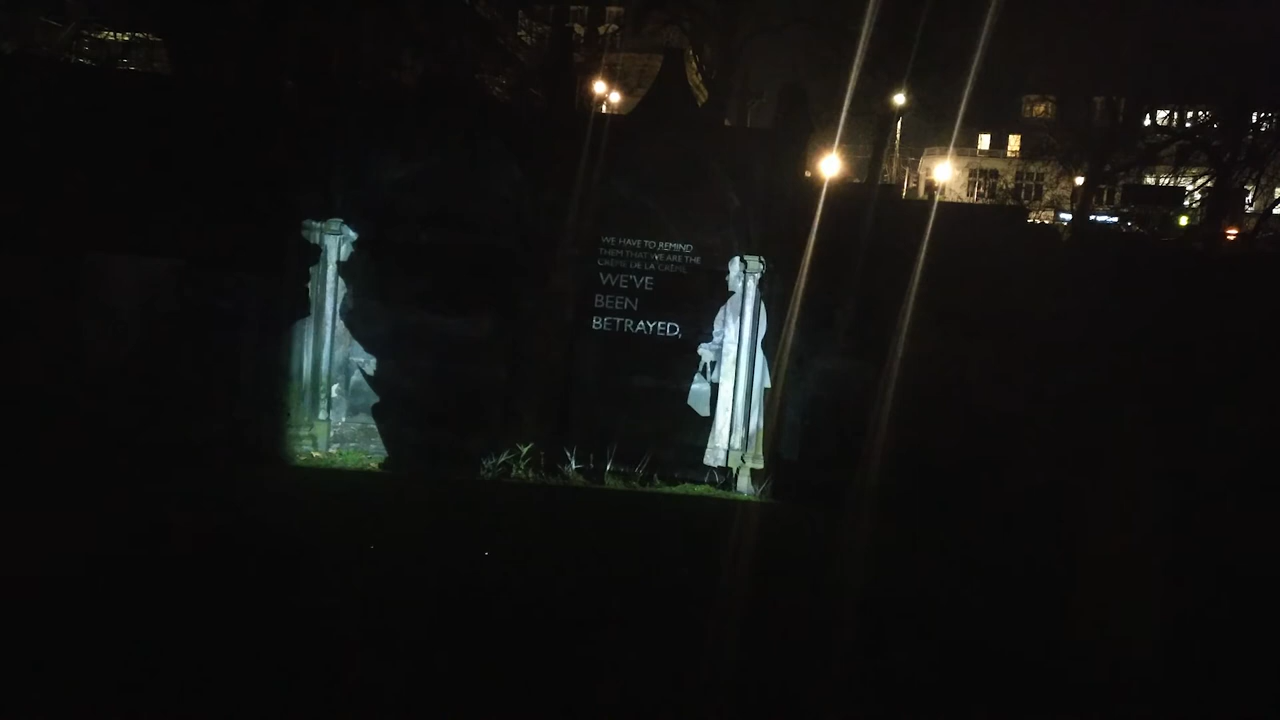 WE HAVE TO REMIND
THEM THAT WE ARE THE
CRÈME DE LA CRÈME.
WE'VE
BEEN
BETRAYED,